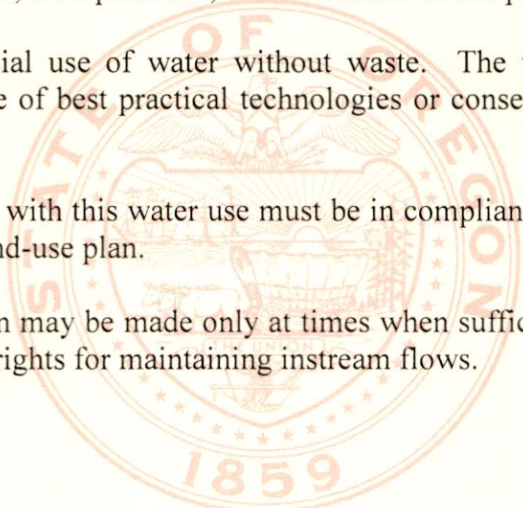 ial use of water without waste. The
e of best practical technologies or conse
with this water use must be in complian
nd-use plan.
n may be made only at times when suffic
rights for maintaining instream flows.
STATE OF OREGON
THE UNION
1859